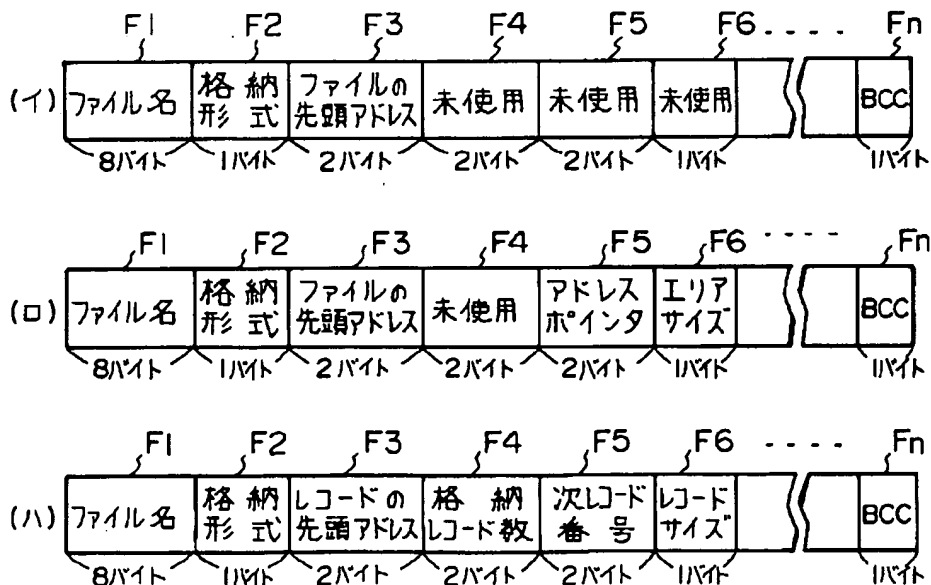 F1 F2 F3 F4 F5 F6 - - - - Fn
(イ) ファイル名 格納形式 ファイルの先頭アドレス 未使用 未使用 未使用 BCC
8バイト 1バイト 2バイト 2バイト 2バイト 1バイト 1バイト
F1 F2 F3 F4 F5 F6 - - - - Fn
(ロ) ファイル名 格納形式 ファイルの先頭アドレス 未使用 アドレスポインタ エリアサイズ BCC
8バイト 1バイト 2バイト 2バイト 2バイト 1バイト 1バイト
F1 F2 F3 F4 F5 F6 - - - - Fn
(ハ) ファイル名 格納形式 レコードの先頭アドレス 格納レコード数 次レコード番号 レコードサイズ BCC
8バイト 1バイト 2バイト 2バイト 2バイト 1バイト 1バイト